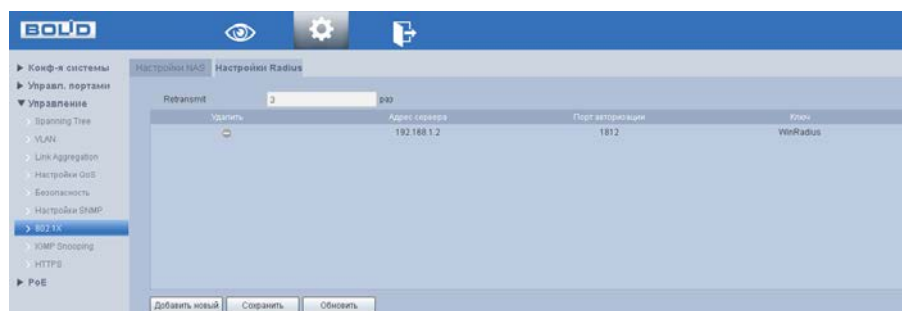 BOLID
Конф-я системы
Управл. портами
Управление
Spanning Tree
VLAN
Link Aggregation
Настройки QoS
Безопасность
Настройки SNMP
802.1X
IGMP Snooping
HTTPS
PoE
Настройки NAS Настройки Radius
Retransmit 3 раз
Удалить Адрес сервера Порт авторизации Ключ
192.168.1.2 1812 WinRadius
Добавить новый Сохранить Обновить